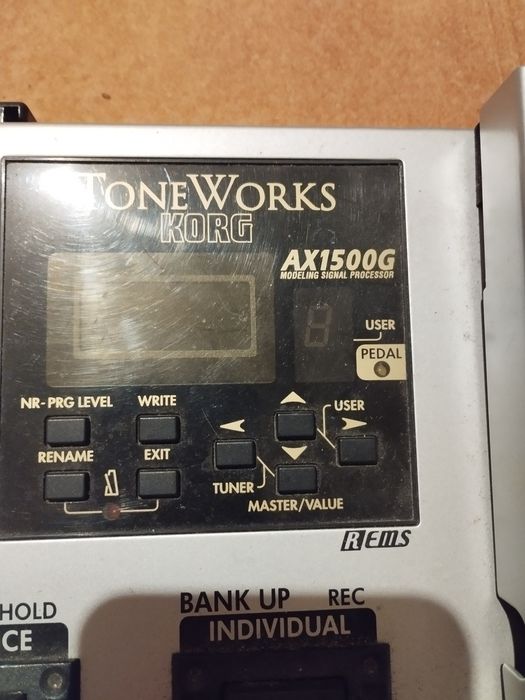 TONEWORKS
KORG
AX1500G
MODELING SIGNAL PROCESSOR
USER
PEDAL
NR-PRG LEVEL
WRITE
USER
RENAME
EXIT
TUNER
MASTER/VALUE
REMS
HOLD
BANK UP
REC
CE
INDIVIDUAL